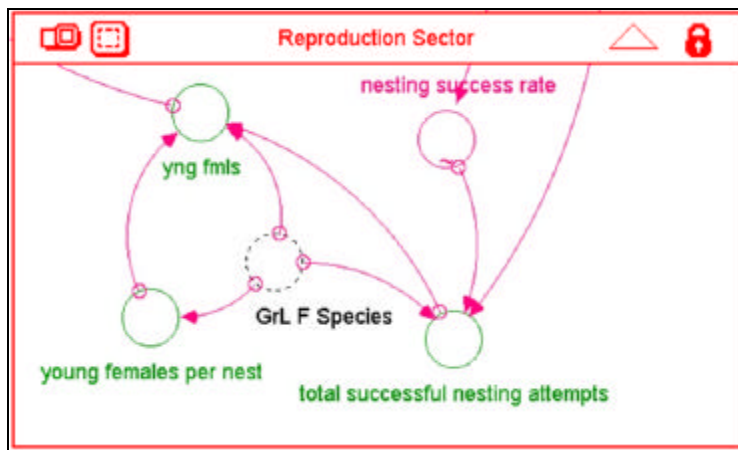 Reproduction Sector
nesting success rate
yng fmls
GrL F Species
young females per nest
total successful nesting attempts